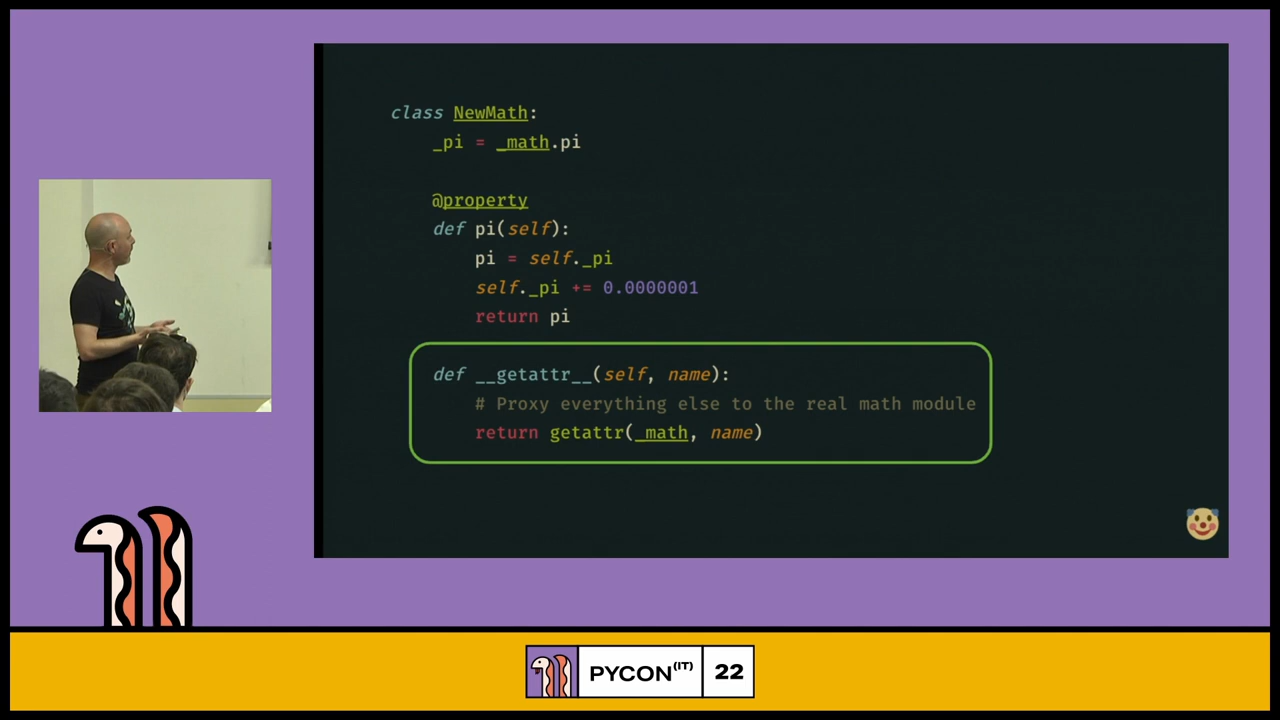 class NewMath:
    _pi = _math.pi
    @property
    def pi(self):
        pi = self._pi
        self._pi += 0.0000001
        return pi
    def __getattr__(self, name):
        # Proxy everything else to the real math module
        return getattr(_math, name)
PYCON(IT) 22